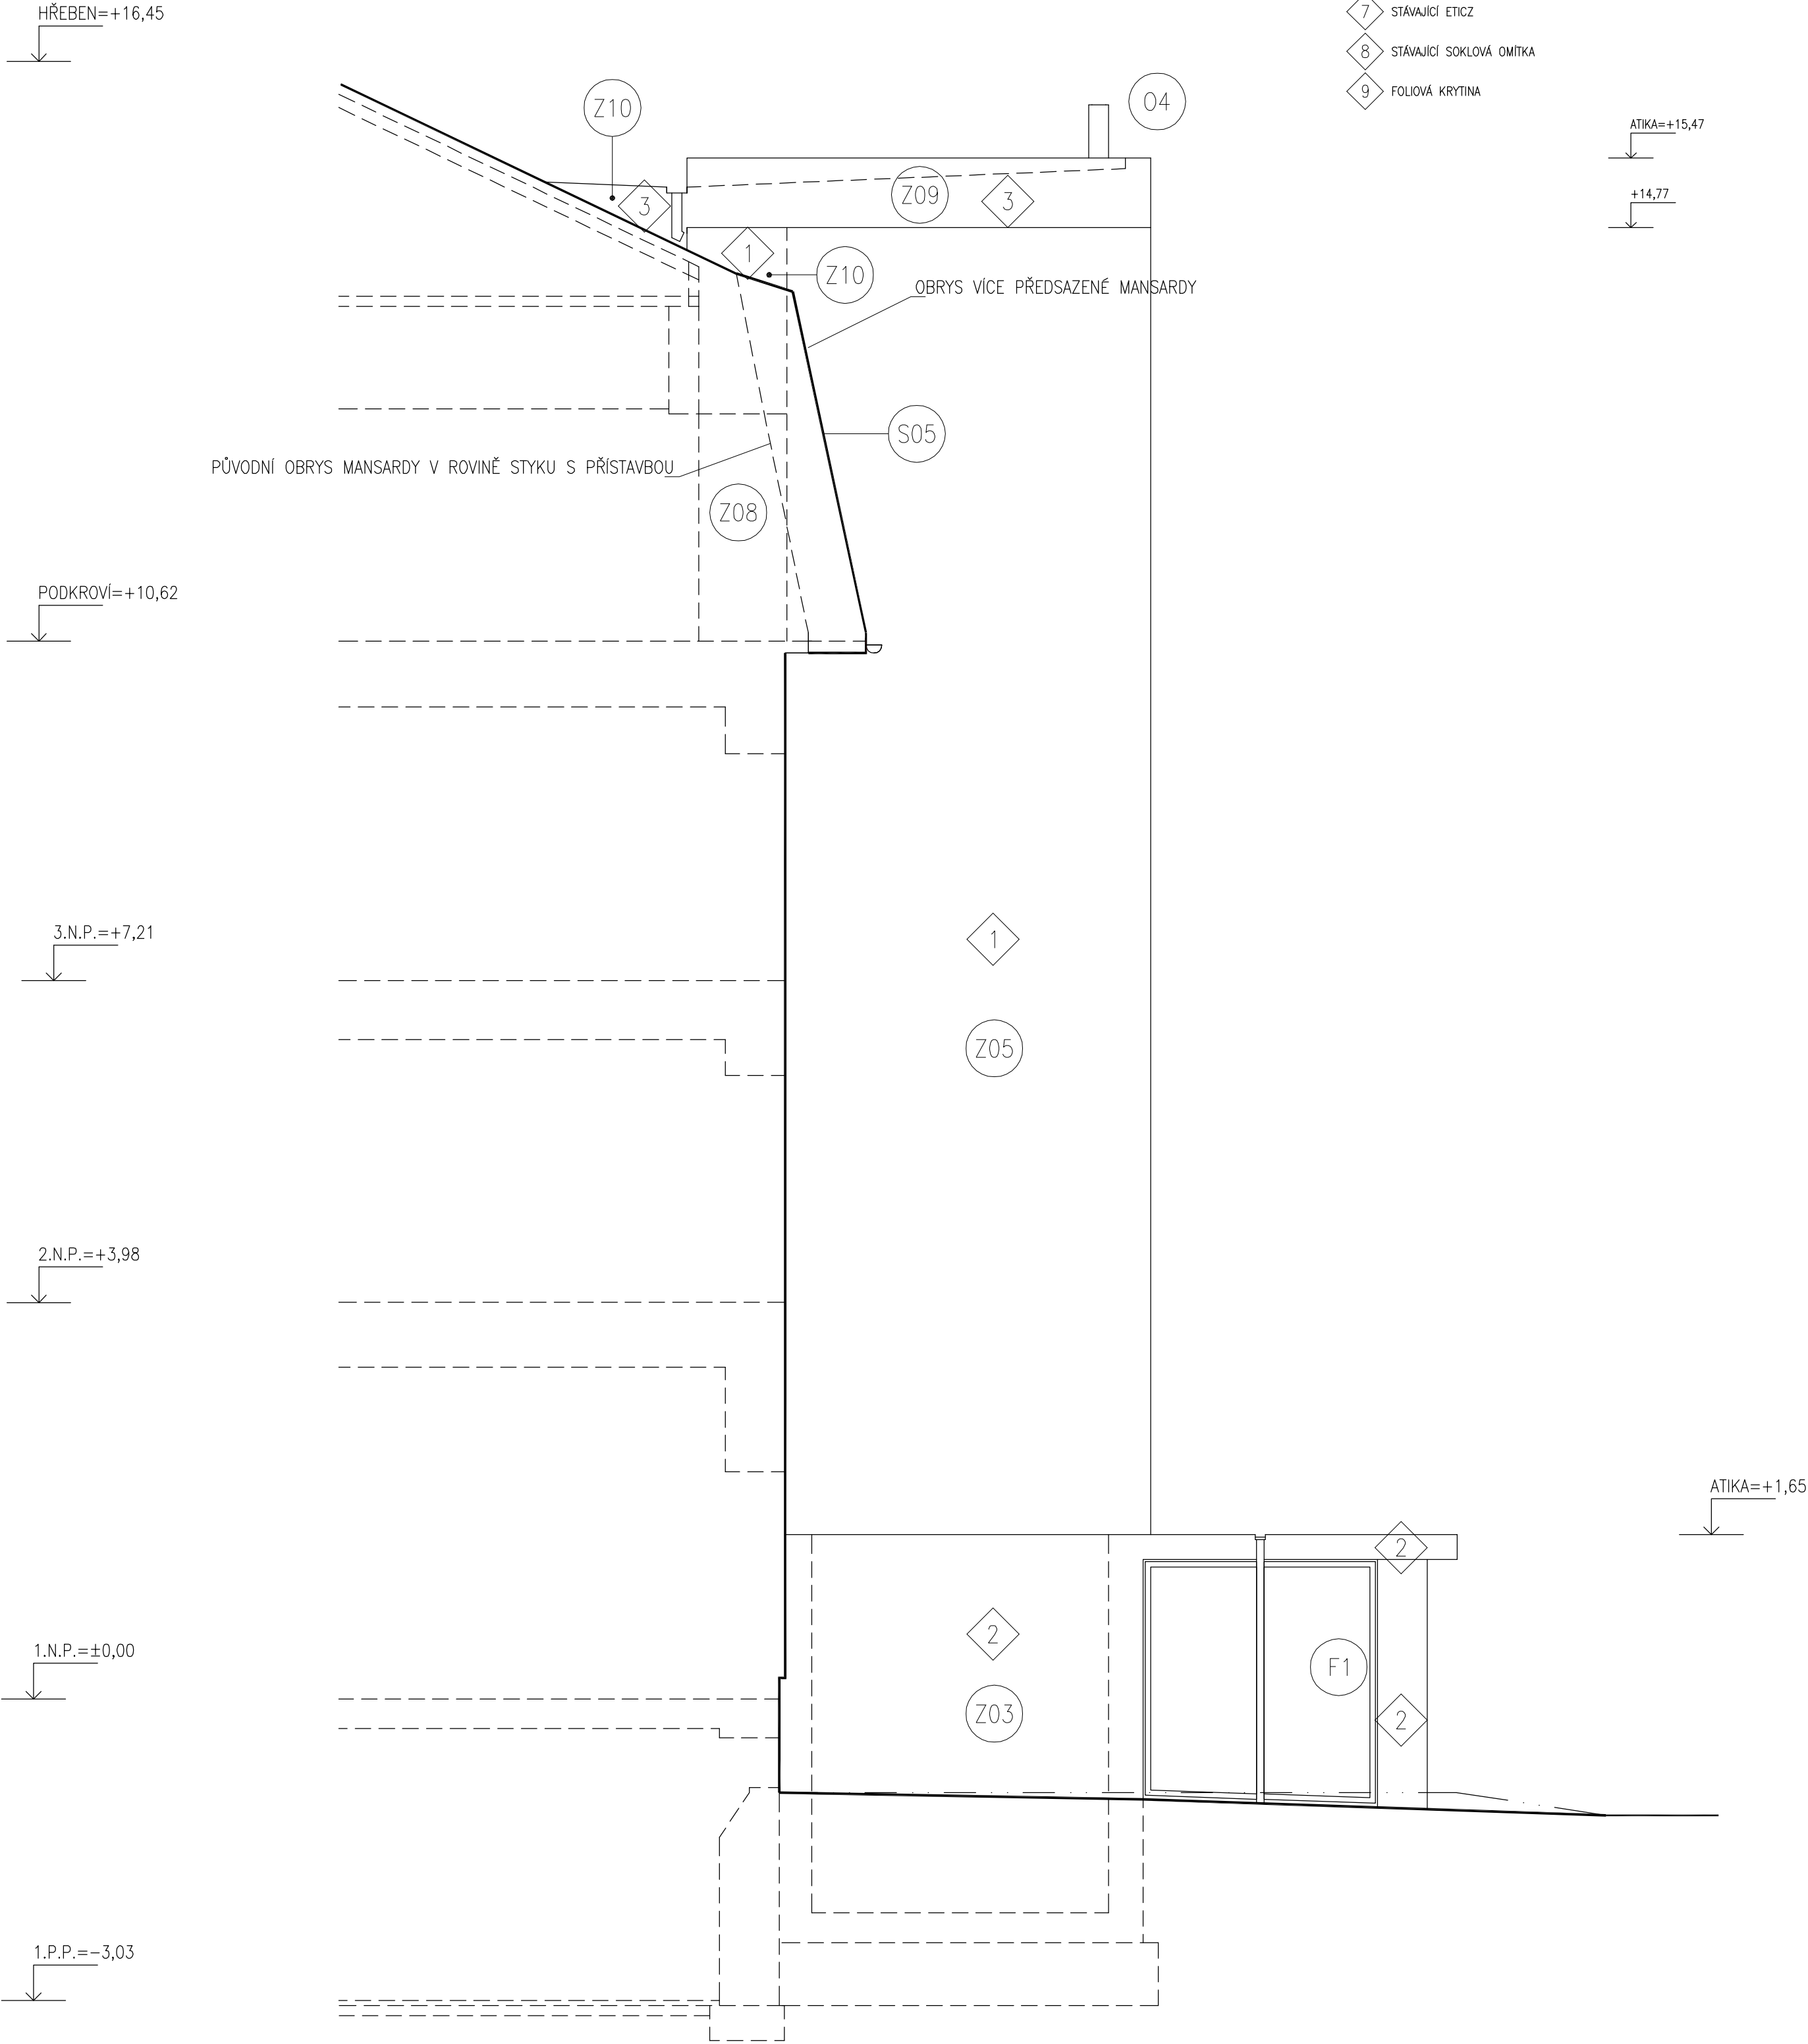 HŘEBEN=+16,45
7 STÁVAJÍCÍ ETICZ
8 STÁVAJÍCÍ SOKLOVÁ OMÍTKA
9 FOLIOVÁ KRYTINA
Z10
O4
ATIKA=+15,47
3
Z09
3
+14,77
1
Z10
OBRYS VÍCE PŘEDSAZENÉ MANSARDY
S05
PŮVODNÍ OBRYS MANSARDY V ROVINĚ STYKU S PŘÍSTAVBOU
Z08
PODKROVÍ=+10,62
3.N.P.=+7,21
1
Z05
2.N.P.=+3,98
ATIKA=+1,65
2
1.N.P.=±0,00
2
F1
Z03
2
1.P.P.=-3,03